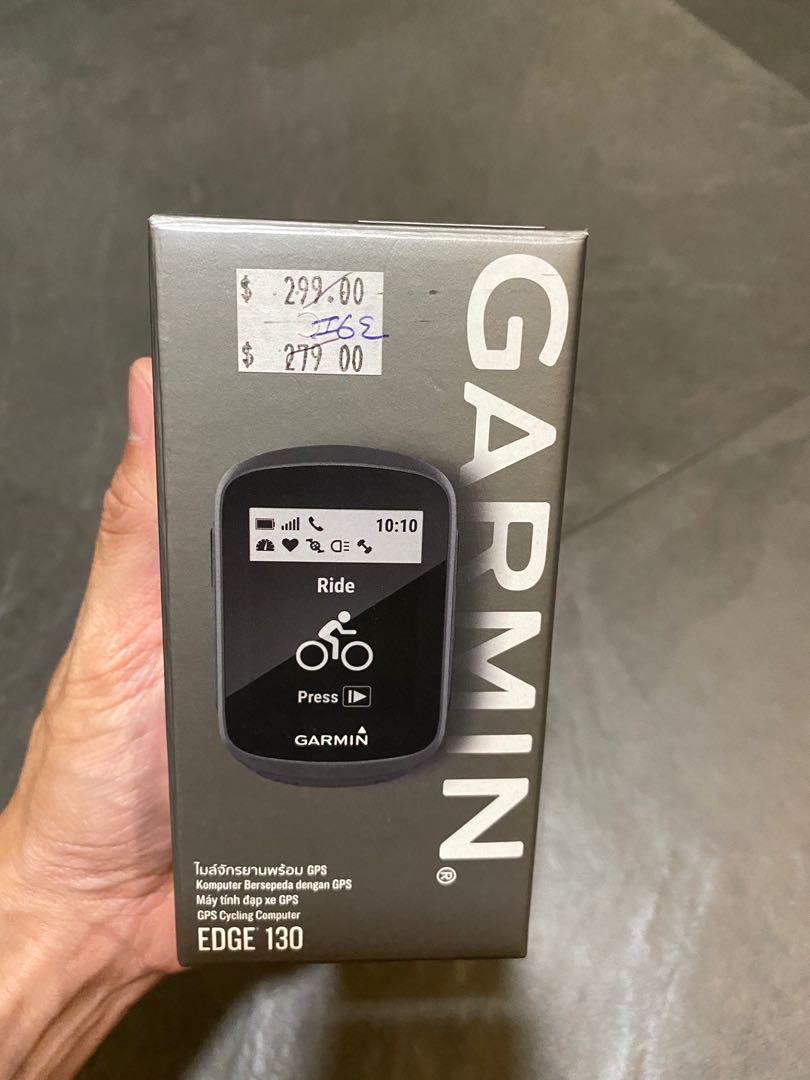 $ 299.00
$ 279 00
GARMIN®
10:10
Ride
Press
GARMIN
ไมล์จักรยานพร้อม GPS
Komputer Bersepeda dengan GPS
Máy tính đạp xe GPS
GPS Cycling Computer
EDGE® 130